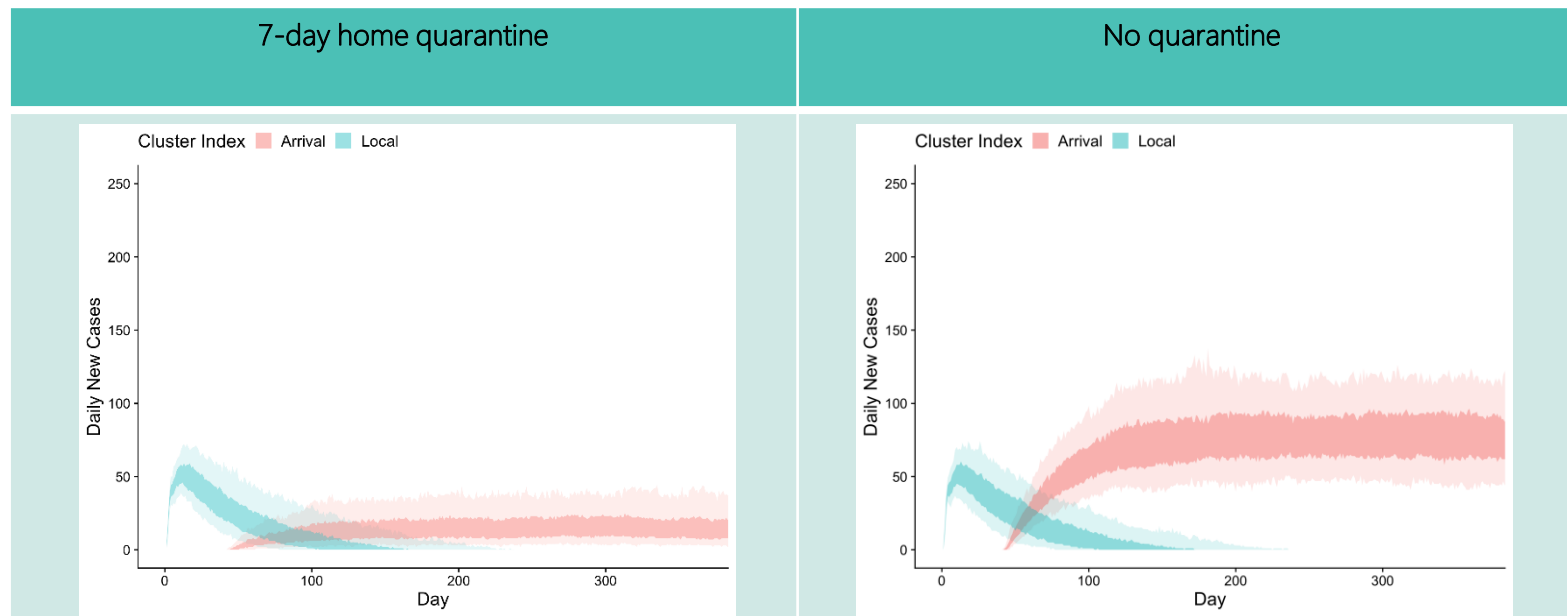 7-day home quarantine
No quarantine
Cluster Index Arrival Local
250
200
150
100
50
0
Daily New Cases
0 100 200 300
Day
Cluster Index Arrival Local
250
200
150
100
50
0
Daily New Cases
0 100 200 300
Day